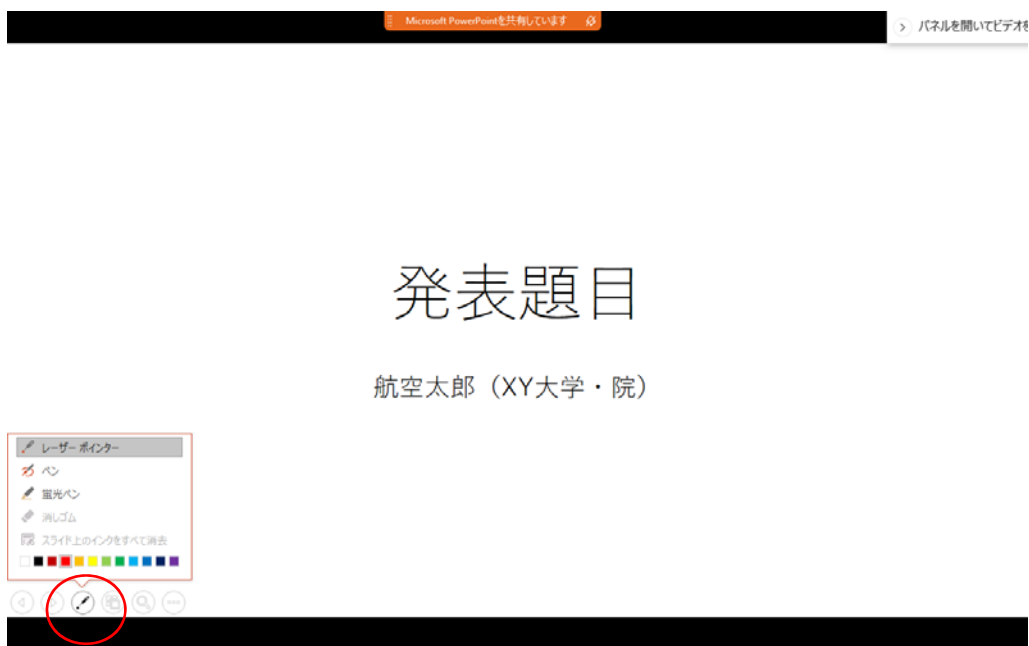 Microsoft PowerPointを共有しています
パネルを開いてビデオを
発表題目
航空太郎（XY大学・院）
レーザー ポインター
ペン
蛍光ペン
消しゴム
スライド上のインクをすべて消去